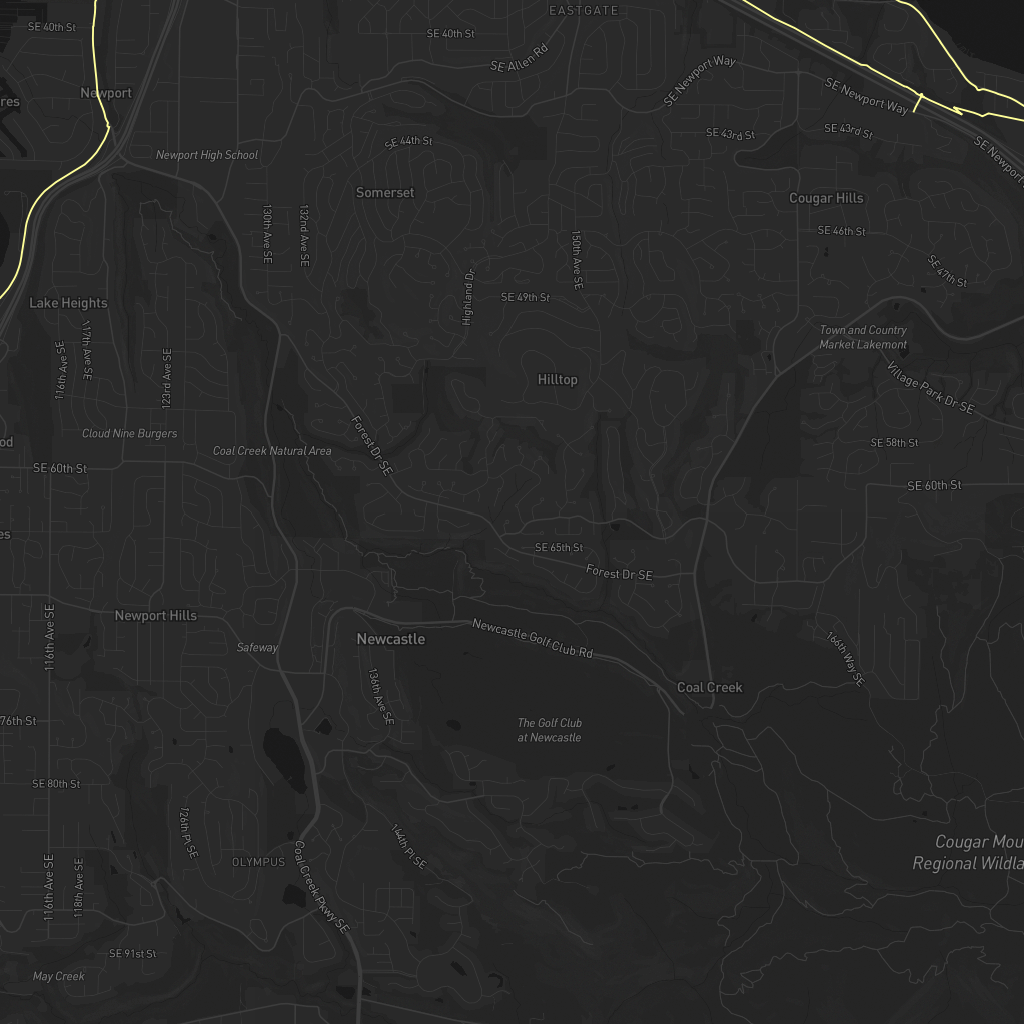 EASTGATE
SE 40th St
SE 40th St
SE Allen Rd
SE Newport Way
Newport
SE Newport Way
SE 43rd St
SE 43rd St
SE 44th St
SE Newport
Newport High School
Somerset
Cougar Hills
130th Ave SE
132nd Ave SE
150th Ave SE
SE 46th St
SE 47th St
Highland Dr
SE 49th St
Lake Heights
Town and Country
Market Lakemont
117th Ave SE
116th Ave SE
123rd Ave SE
Hilltop
Village Park Dr SE
Cloud Nine Burgers
Forest Dr SE
SE 58th St
Coal Creek Natural Area
SE 60th St
SE 60th St
SE 65th St
Forest Dr SE
Newport Hills
116th Ave SE
Newcastle
Newcastle Golf Club Rd
Safeway
166th Way SE
136th Ave SE
Coal Creek
76th St
The Golf Club
at Newcastle
SE 80th St
126th Pl SE
144th Pl SE
Cougar Mou
Regional Wildla
OLYMPUS
116th Ave SE
118th Ave SE
Coal Creek Pkwy SE
SE 91st St
May Creek